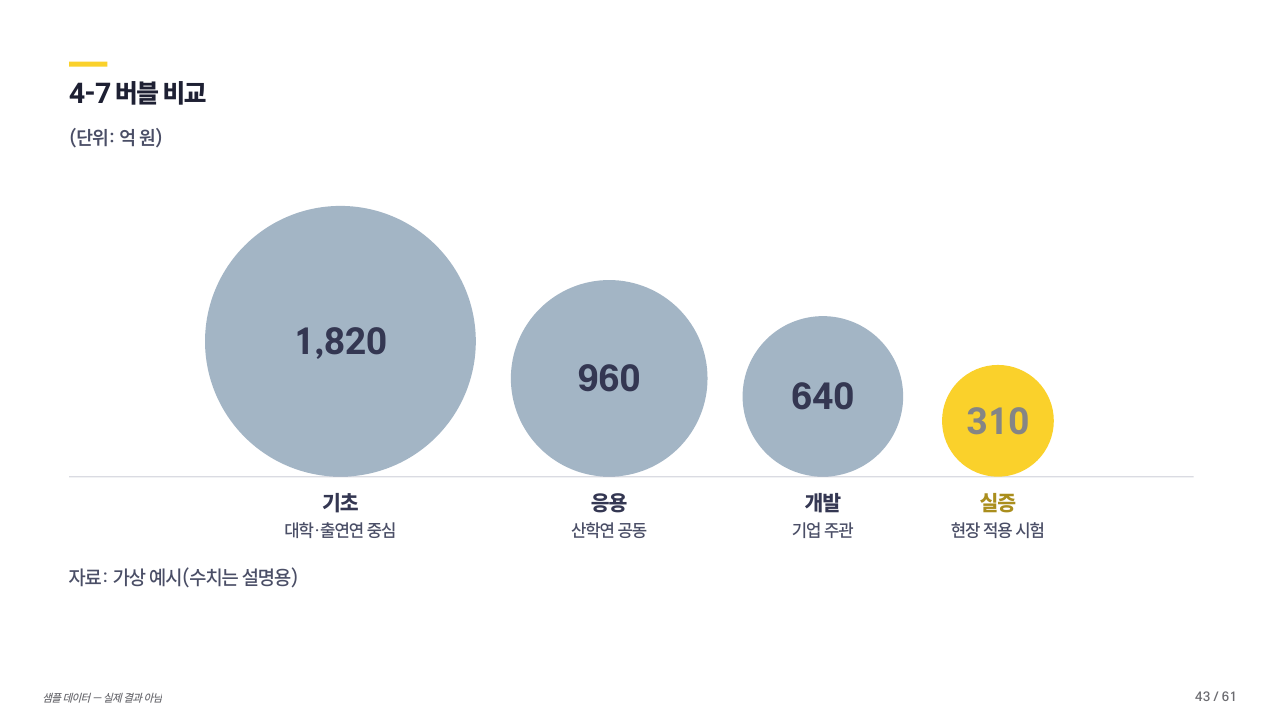 4-7 버블 비교
(단위: 억 원)
1,820
960
640
310
기초
대학·출연연 중심
응용
산학연 공동
개발
기업 주관
실증
현장 적용 시험
자료: 가상 예시(수치는 설명용)
샘플 데이터 — 실제 결과 아님
43 / 61